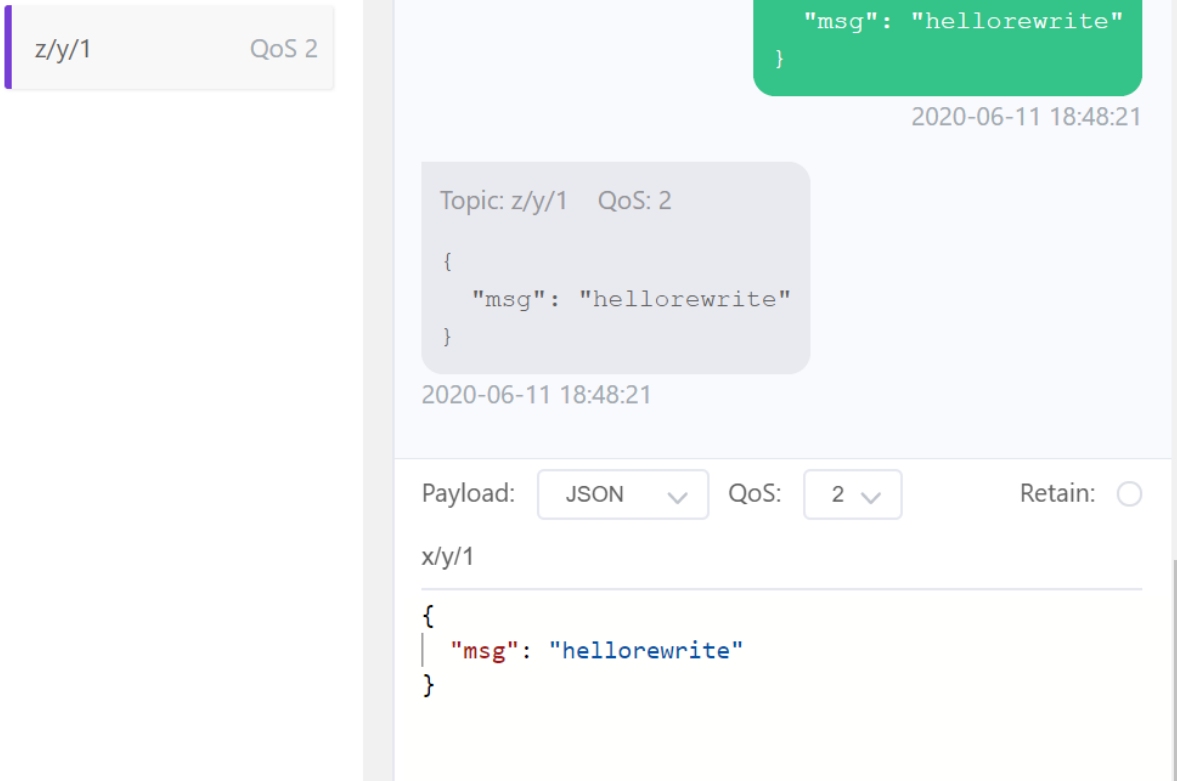 z/y/1 QoS 2
"msg": "hellorewrite"
}
2020-06-11 18:48:21
Topic: z/y/1 QoS: 2
{
"msg": "hellorewrite"
}
2020-06-11 18:48:21
Payload: JSON QoS: 2 Retain:
x/y/1
{
"msg": "hellorewrite"
}